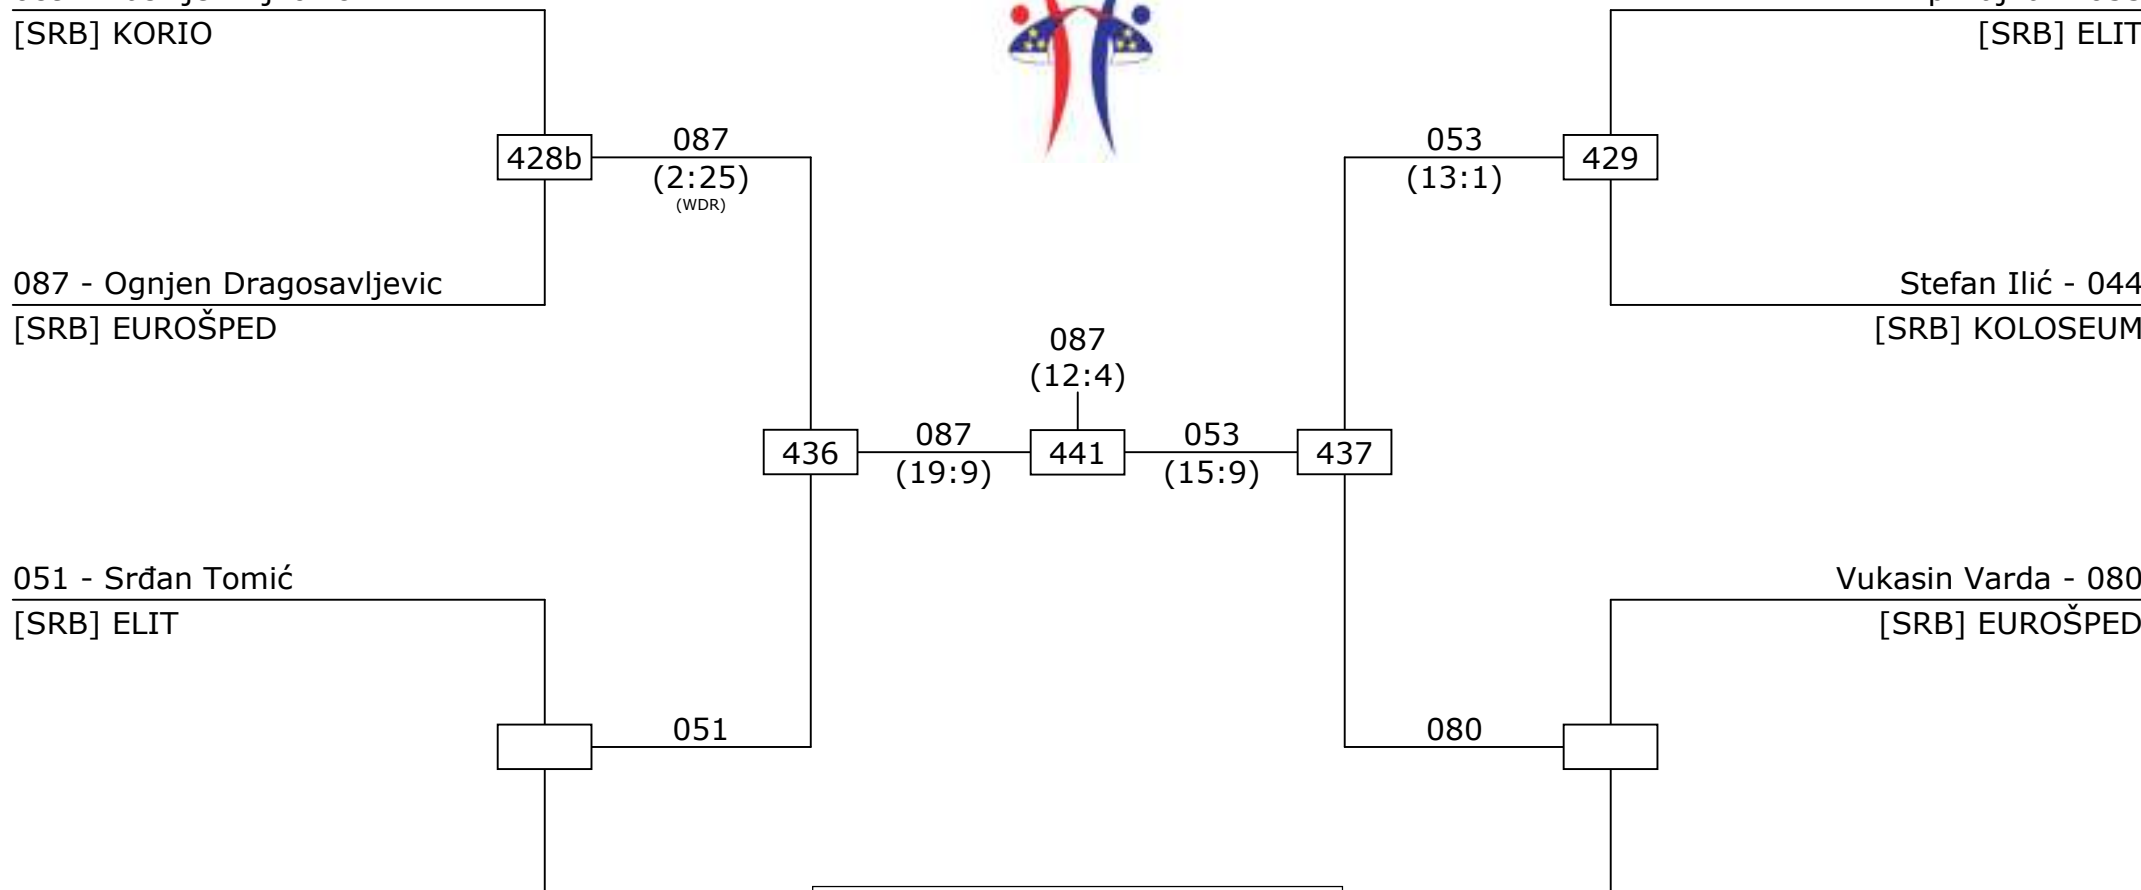 [SRB] KORIO
[SRB] ELIT
087
(2:25)
(WDR)
428b
053
(13:1)
429
087 - Ognjen Dragosavljevic
[SRB] EUROŠPED
Stefan Ilić - 044
[SRB] KOLOSEUM
087
(12:4)
436
087
(19:9)
441
053
(15:9)
437
051 - Srđan Tomić
[SRB] ELIT
Vukasin Varda - 080
[SRB] EUROŠPED
051
080